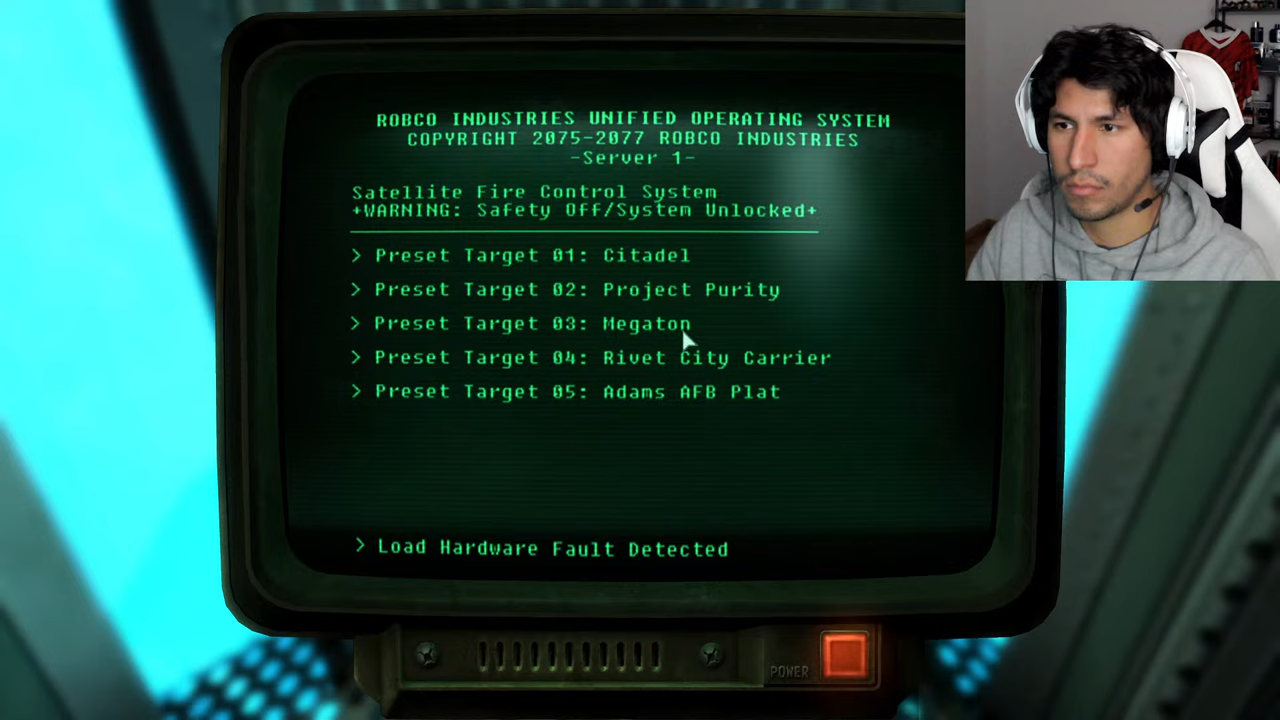 ROBCO INDUSTRIES UNIFIED OPERATING SYSTEM
COPYRIGHT 2075-2077 ROBCO INDUSTRIES
-Server 1-
Satellite Fire Control System
+WARNING: Safety Off/System Unlocked+
> Preset Target 01: Citadel
> Preset Target 02: Project Purity
> Preset Target 03: Megaton
> Preset Target 04: Rivet City Carrier
> Preset Target 05: Adams AFB Plat
> Load Hardware Fault Detected
POWER